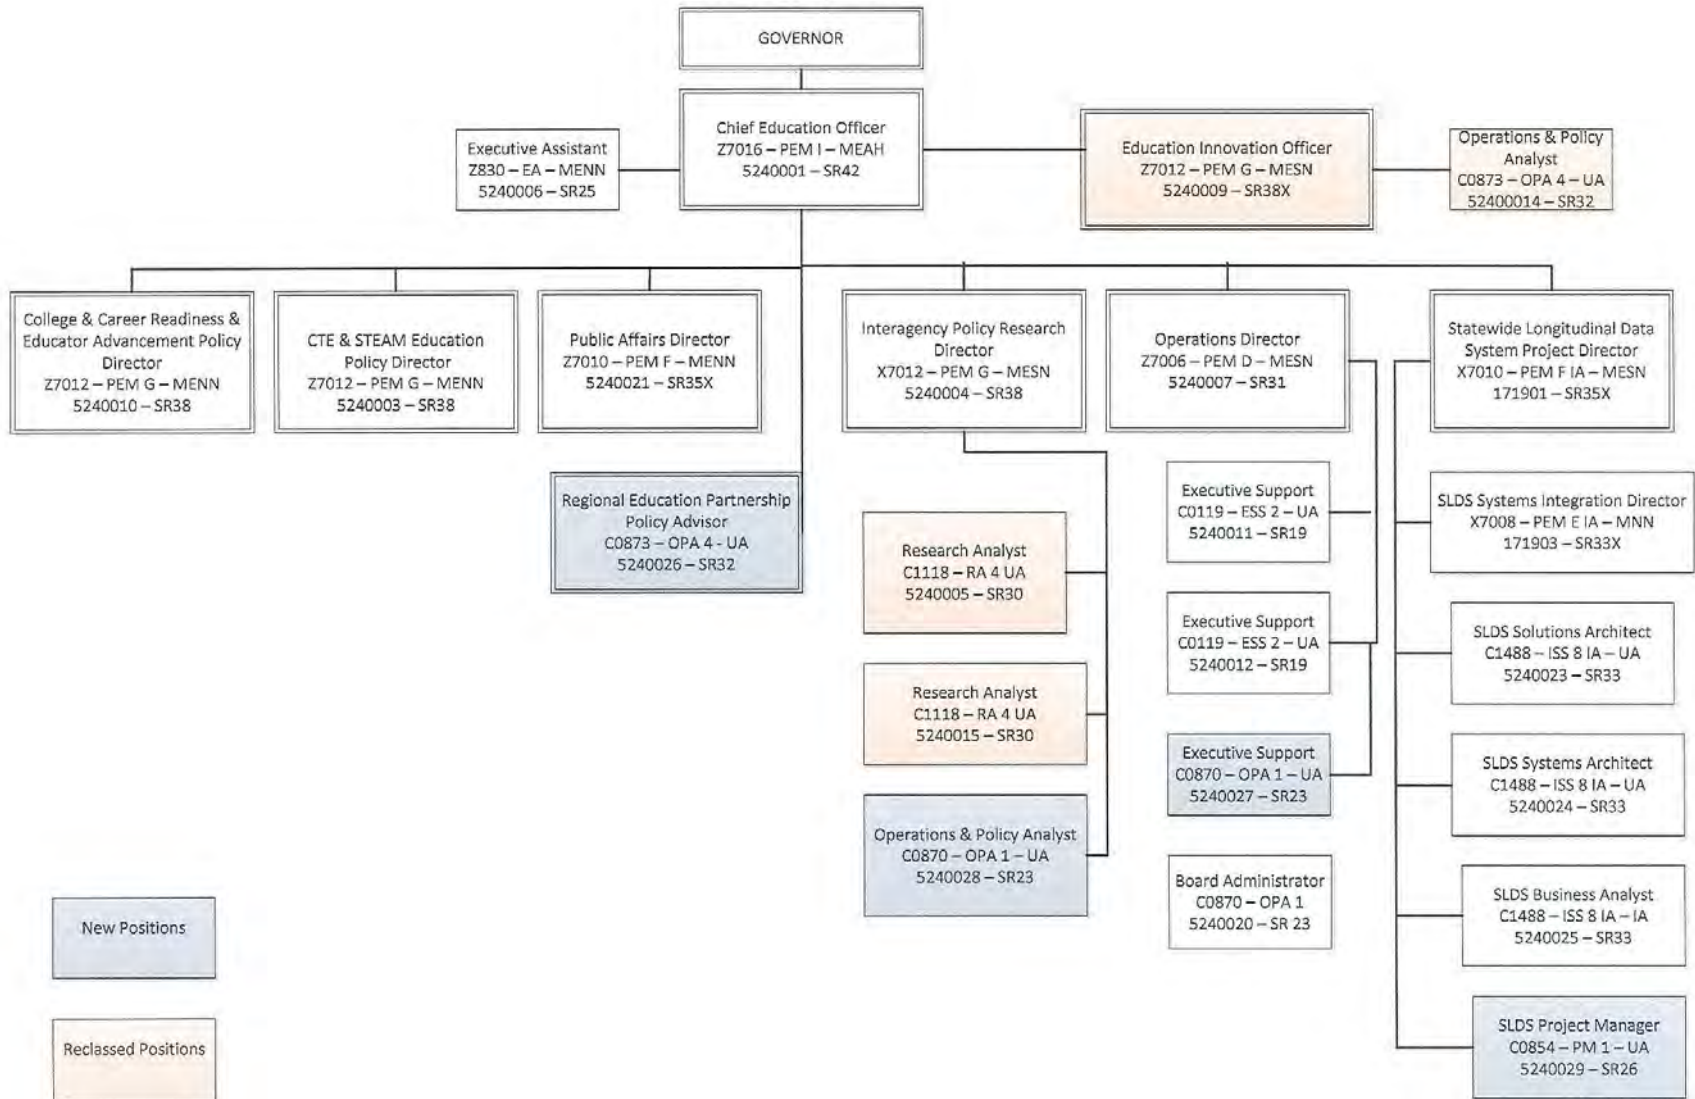 GOVERNOR
Chief Education Officer
Z7016 – PEM I – MEAH
5240001 – SR42
Executive Assistant
Z830 – EA – MENN
5240006 – SR25
Education Innovation Officer
Z7012 – PEM G – MESN
5240009 – SR38X
Operations & Policy
Analyst
C0873 – OPA 4 – UA
52400014 – SR32
College & Career Readiness &
Educator Advancement Policy
Director
Z7012 – PEM G – MENN
5240010 – SR38
CTE & STEAM Education
Policy Director
Z7012 – PEM G – MENN
5240003 – SR38
Public Affairs Director
Z7010 – PEM F – MENN
5240021 – SR35X
Interagency Policy Research
Director
X7012 – PEM G – MESN
5240004 – SR38
Operations Director
Z7006 – PEM D – MESN
5240007 – SR31
Statewide Longitudinal Data
System Project Director
X7010 – PEM F IA – MESN
171901 – SR35X
Regional Education Partnership
Policy Advisor
C0873 – OPA 4 - UA
5240026 – SR32
Research Analyst
C1118 – RA 4 UA
5240005 – SR30
Research Analyst
C1118 – RA 4 UA
5240015 – SR30
Operations & Policy Analyst
C0870 – OPA 1 – UA
5240028 – SR23
Executive Support
C0119 – ESS 2 – UA
5240011 – SR19
Executive Support
C0119 – ESS 2 – UA
5240012 – SR19
Executive Support
C0870 – OPA 1 – UA
5240027 – SR23
Board Administrator
C0870 – OPA 1
5240020 – SR 23
SLDS Systems Integration Director
X7008 – PEM E IA – MNN
171903 – SR33X
SLDS Solutions Architect
C1488 – ISS 8 IA – UA
5240023 – SR33
SLDS Systems Architect
C1488 – ISS 8 IA – UA
5240024 – SR33
SLDS Business Analyst
C1488 – ISS 8 IA – IA
5240025 – SR33
SLDS Project Manager
C0854 – PM 1 – UA
5240029 – SR26
New Positions
Reclassed Positions